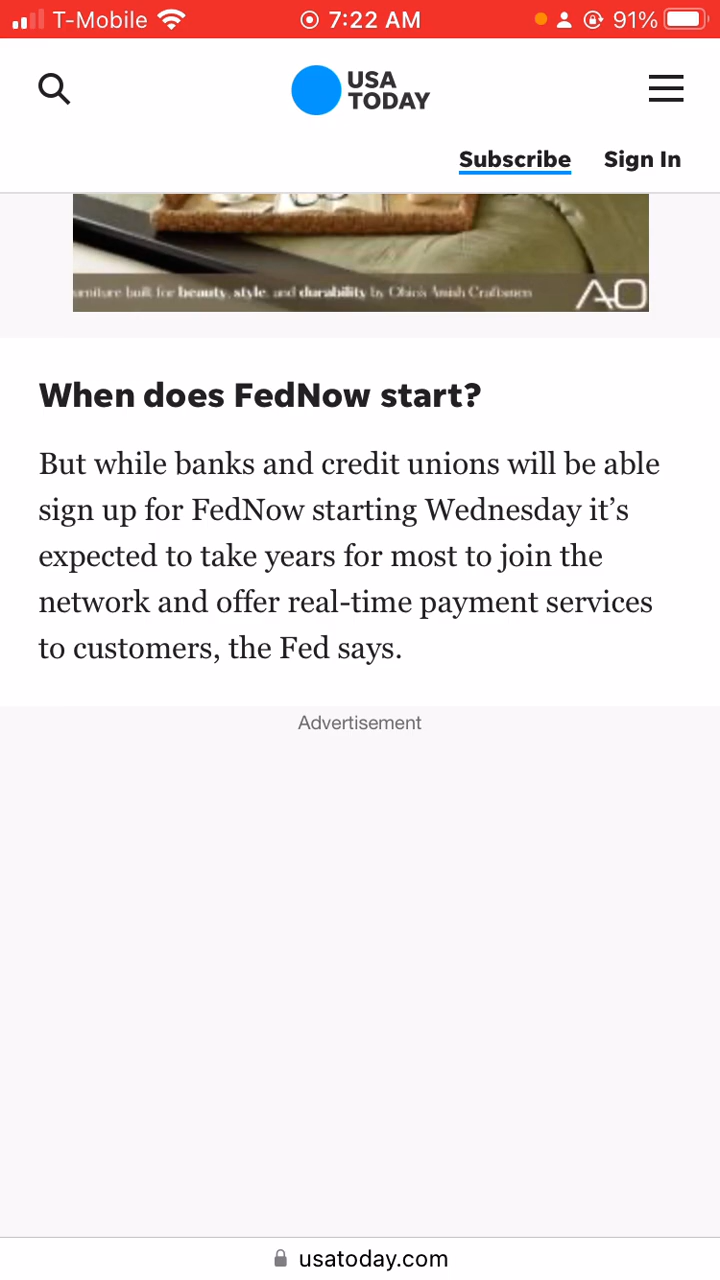 T-Mobile 7:22 AM 91%
USA
TODAY
Subscribe Sign In
built for beauty, style and durability by Ohio's Amish Craftsmen AO
When does FedNow start?
But while banks and credit unions will be able
sign up for FedNow starting Wednesday it’s
expected to take years for most to join the
network and offer real-time payment services
to customers, the Fed says.
Advertisement
usatoday.com